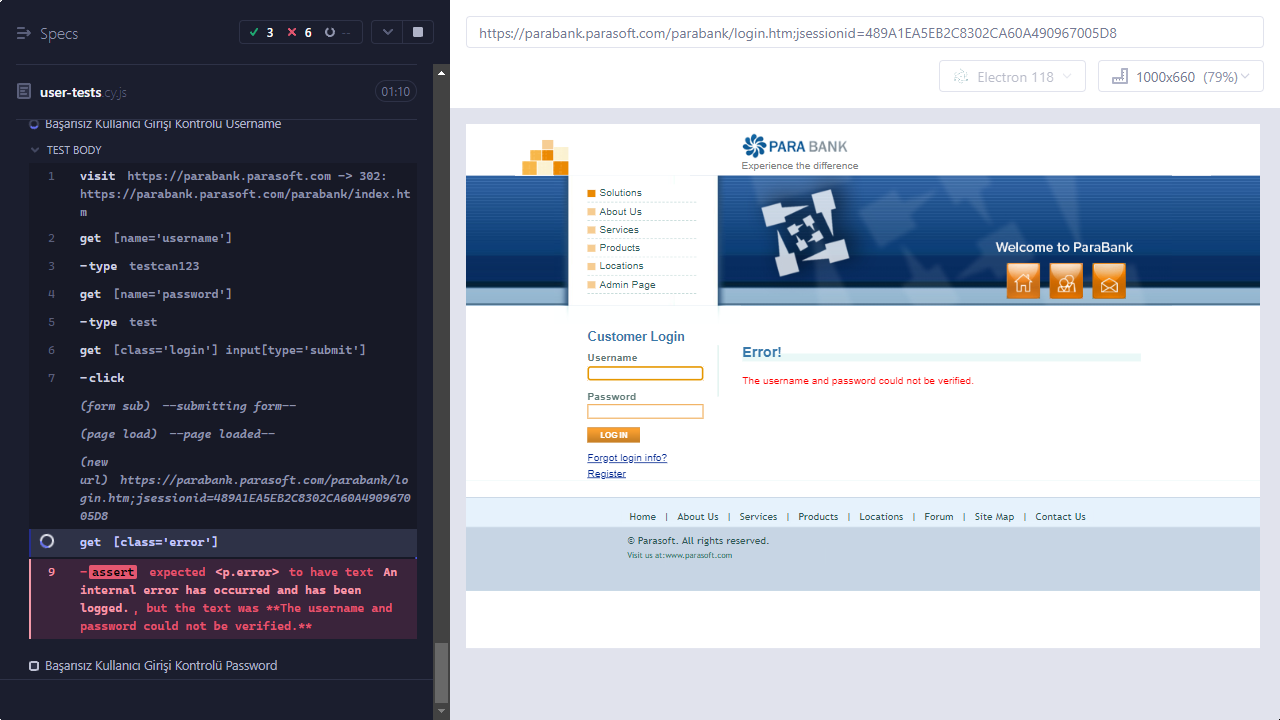 Specs
3
6
--
user-tests.cy.js
01:10
Başarısız Kullanıcı Girişi Kontrolü Username
TEST BODY
1 visit https://parabank.parasoft.com -> 302:
https://parabank.parasoft.com/parabank/index.ht
m
2 get [name='username']
3 -type testcan123
4 get [name='password']
5 -type test
6 get [class='login'] input[type='submit']
7 -click
(form sub) --submitting form--
(page load) --page loaded--
(new
url) https://parabank.parasoft.com/parabank/lo
gin.htm;jsessionid=489A1EA5EB2C8302CA60A4909670
05D8
get [class='error']
9 -assert expected <p.error> to have text An
internal error has occurred and has been
logged., but the text was **The username and
password could not be verified.**
Başarısız Kullanıcı Girişi Kontrolü Password
https://parabank.parasoft.com/parabank/login.htm;jsessionid=489A1EA5EB2C8302CA60A490967005D8
Electron 118
1000x660 (79%)
PARA BANK
Experience the difference
Solutions
About Us
Services
Products
Locations
Admin Page
Welcome to ParaBank
Customer Login
Username
Password
LOG IN
Forgot login info?
Register
Error!
The username and password could not be verified.
Home | About Us | Services | Products | Locations | Forum | Site Map | Contact Us
© Parasoft. All rights reserved.
Visit us at:www.parasoft.com